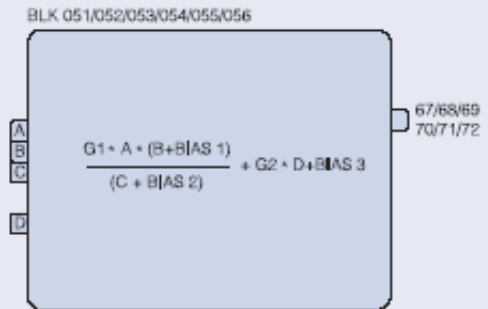 BLK 051/052/053/054/055/056
67/68/69
70/71/72
A
B
C
D
G1 * A * (B+BIAS 1)
(C + BIAS 2)
+ G2 * D+BIAS 3